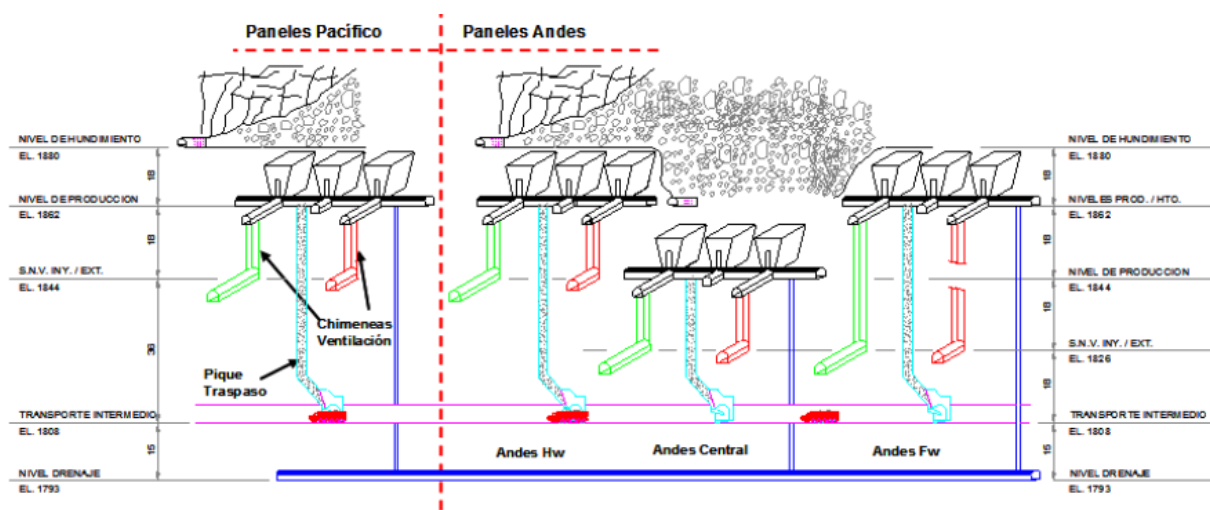 Paneles Pacífico
Paneles Andes
NIVEL DE HUNDIMIENTO
EL. 1880
18
NIVEL DE PRODUCCION
EL. 1862
18
S.N.V. INY. / EXT.
EL. 1844
36
TRANSPORTE INTERMEDIO
EL. 1808
15
NIVEL DRENAJE
EL. 1793
Chimeneas
Ventilación
Pique
Traspaso
Andes Hw
Andes Central
Andes Fw
NIVEL DE HUNDIMIENTO
EL. 1880
18
NIVELES PROD. / HTO.
EL. 1862
18
NIVEL DE PRODUCCION
EL. 1844
18
S.N.V. INY. / EXT.
EL. 1826
18
TRANSPORTE INTERMEDIO
EL. 1808
15
NIVEL DRENAJE
EL. 1793